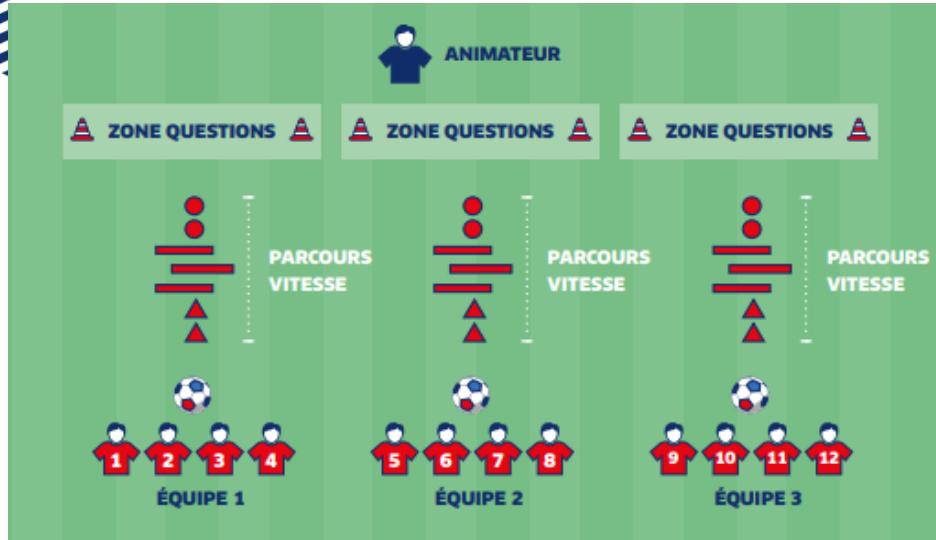 ANIMATEUR
ZONE QUESTIONS
ZONE QUESTIONS
ZONE QUESTIONS
PARCOURS
VITESSE
PARCOURS
VITESSE
PARCOURS
VITESSE
1 2 3 4
5 6 7 8
9 10 11 12
ÉQUIPE 1
ÉQUIPE 2
ÉQUIPE 3